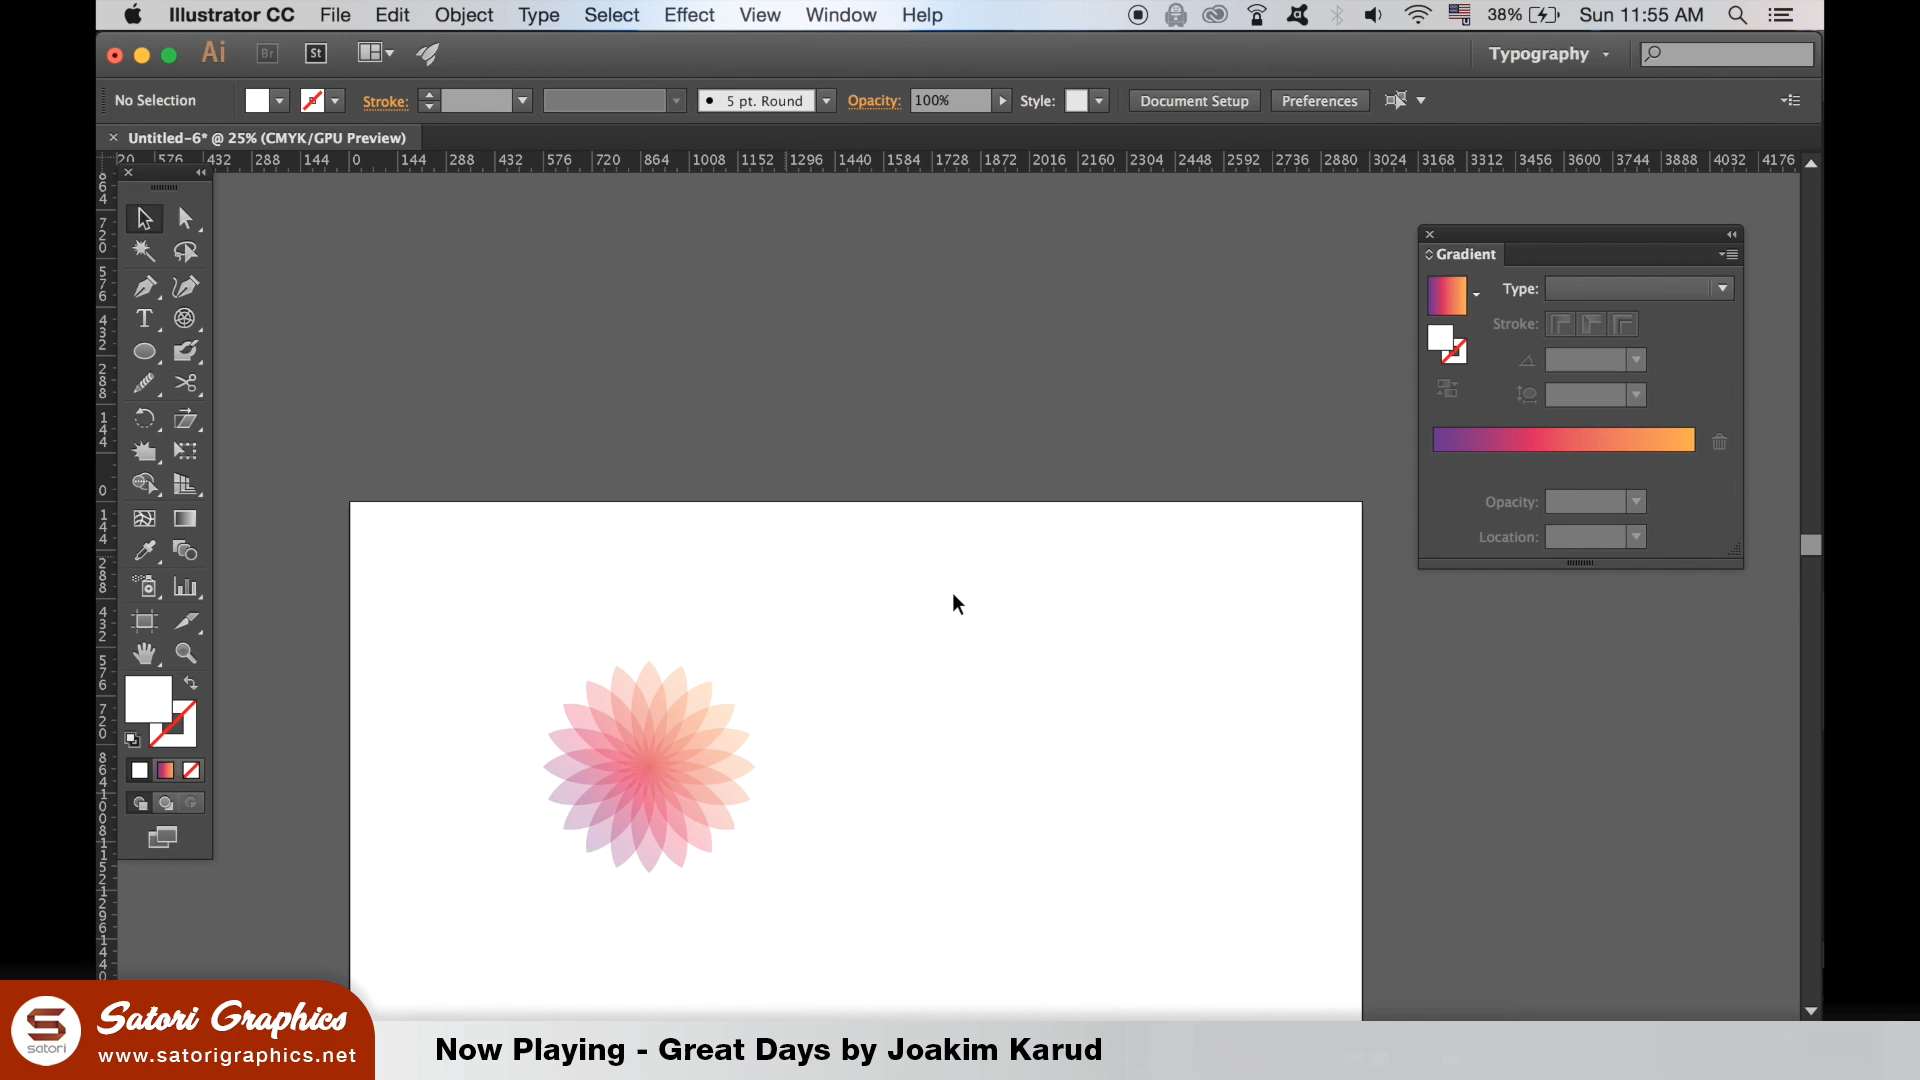 Illustrator CC File Edit Object Type Select Effect View Window Help 38% Sun 11:55 AM
Ai Br St Typography
No Selection Stroke: 5 pt. Round Opacity: 100% Style: Document Setup Preferences
× Untitled-6* @ 25% (CMYK/GPU Preview)
20 576 432 288 144 0 144 288 432 576 720 864 1008 1152 1296 1440 1584 1728 1872 2016 2160 2304 2448 2592 2736 2880 3024 3168 3312 3456 3600 3744 3888 4032 4176
Gradient
Type:
Stroke:
Opacity:
Location:
Satori Graphics
satori
www.satorigraphics.net
Now Playing - Great Days by Joakim Karud